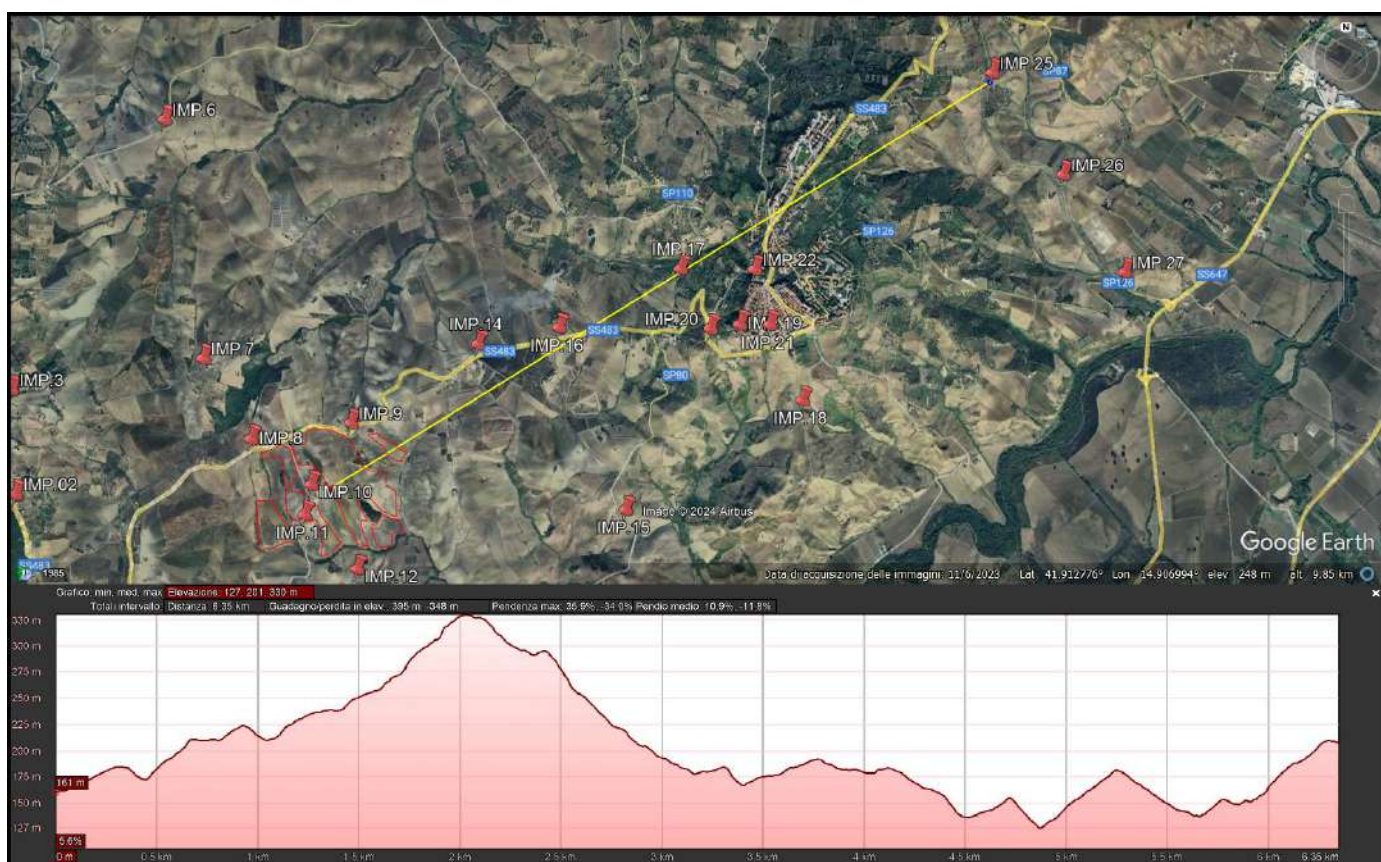 N
IMP.25
SP87
IMP.6
SS483
IMP.26
SP110
SP126
IMP.17
IMP.22
IMP.27
SP126
SS647
IMP.14
IMP.16
SS483
IMP.20
IMP.19
IMP.21
SS483
IMP.7
SP80
IMP.3
IMP.18
IMP.9
IMP.8
IMP.02
IMP.10
IMP.11
IMP.15
Image © 2024 Airbus
IMP.12
Google Earth
SS483
1985
Data di acquisizione delle immagini: 11/6/2023 Lat 41.912776° Lon 14.906994° elev 248 m alt 9.85 km
Grafico: min, med, max Elevazione: 127, 201, 330 m
Totali intervallo: Distanza: 6.35 km Guadagno/perdita in elev.: 395 m, -348 m Pendenza max: 36.9%, -34.0% Pendio medio: 10.9%, -11.8%
330 m
300 m
275 m
250 m
225 m
200 m
175 m
161 m
150 m
127 m
5.6%
0 m 0.5 km 1 km 1.5 km 2 km 2.5 km 3 km 3.5 km 4 km 4.5 km 5 km 5.5 km 6 km 6.35 km